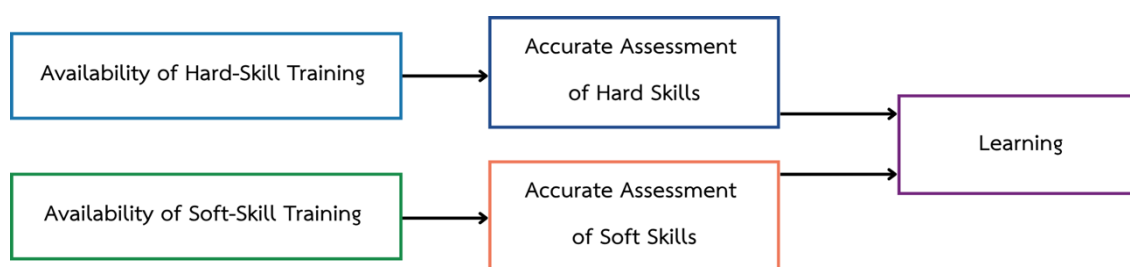 Availability of Hard-Skill Training
Accurate Assessment
of Hard Skills
Learning
Availability of Soft-Skill Training
Accurate Assessment
of Soft Skills